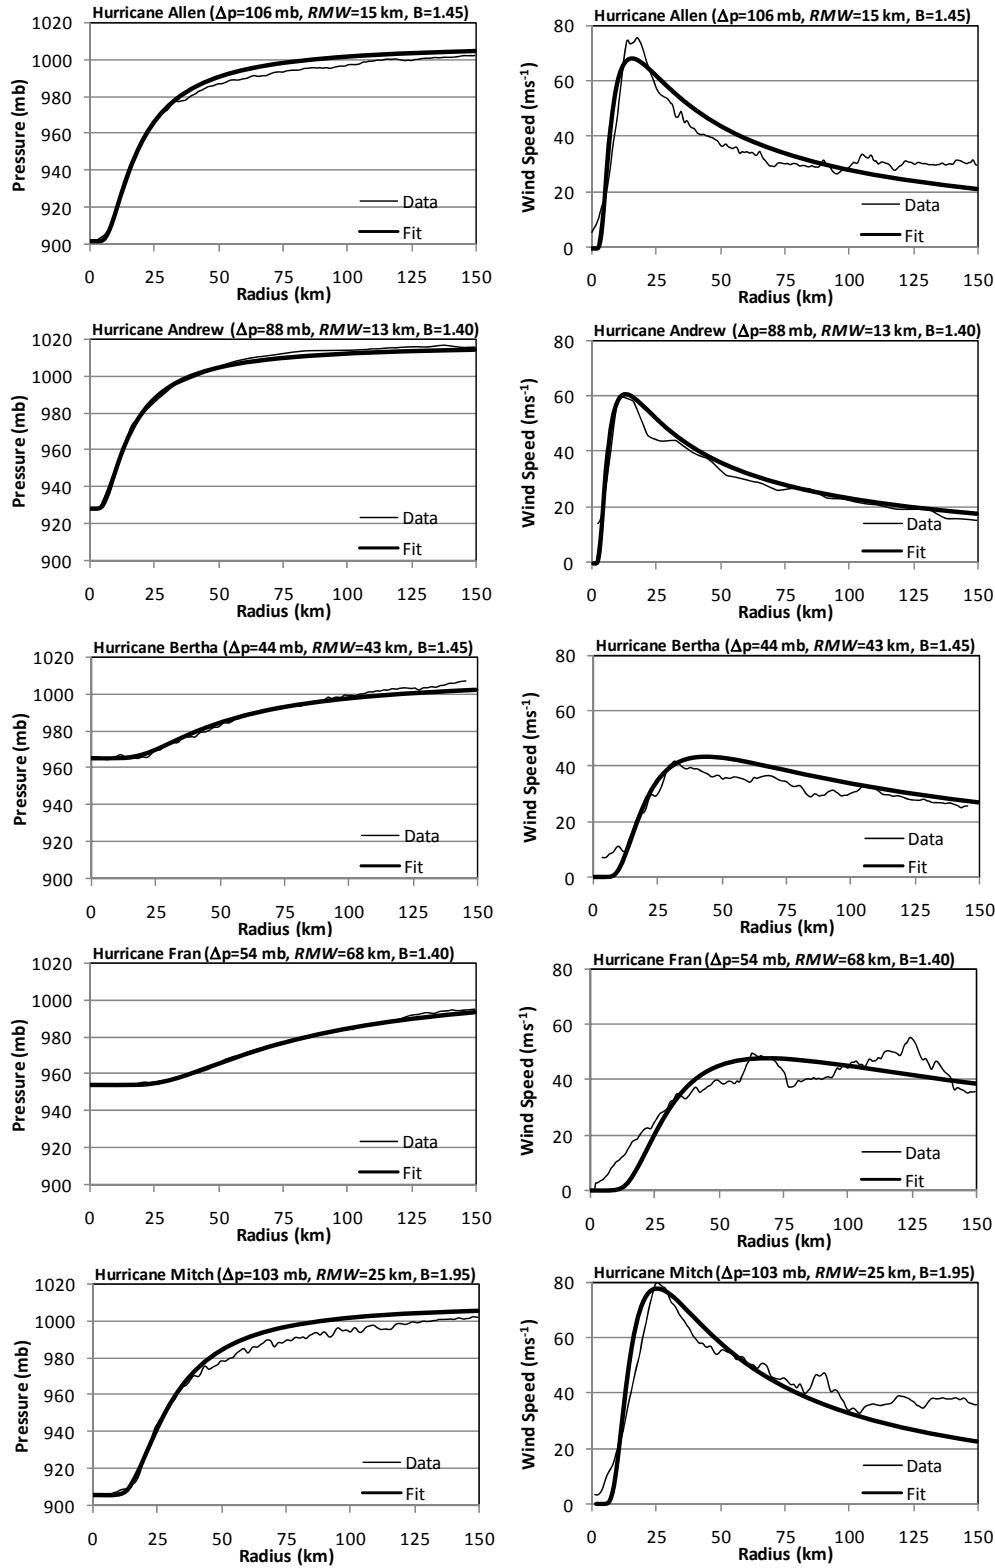 Hurricane Allen (Δp=106 mb, RMW=15 km, B=1.45)
1020
1000
980
960
940
920
900
Pressure (mb)
Data
Fit
0 25 50 75 100 125 150
Radius (km)
Hurricane Allen (Δp=106 mb, RMW=15 km, B=1.45)
80
60
40
20
0
Wind Speed (ms-1)
Data
Fit
0 25 50 75 100 125 150
Radius (km)
Hurricane Andrew (Δp=88 mb, RMW=13 km, B=1.40)
1020
1000
980
960
940
920
900
Pressure (mb)
Data
Fit
0 25 50 75 100 125 150
Radius (km)
Hurricane Andrew (Δp=88 mb, RMW=13 km, B=1.40)
80
60
40
20
0
Wind Speed (ms-1)
Data
Fit
0 25 50 75 100 125 150
Radius (km)
Hurricane Bertha (Δp=44 mb, RMW=43 km, B=1.45)
1020
1000
980
960
940
920
900
Pressure (mb)
Data
Fit
0 25 50 75 100 125 150
Radius (km)
Hurricane Bertha (Δp=44 mb, RMW=43 km, B=1.45)
80
60
40
20
0
Wind Speed (ms-1)
Data
Fit
0 25 50 75 100 125 150
Radius (km)
Hurricane Fran (Δp=54 mb, RMW=68 km, B=1.40)
1020
1000
980
960
940
920
900
Pressure (mb)
Data
Fit
0 25 50 75 100 125 150
Radius (km)
Hurricane Fran (Δp=54 mb, RMW=68 km, B=1.40)
80
60
40
20
0
Wind Speed (ms-1)
Data
Fit
0 25 50 75 100 125 150
Radius (km)
Hurricane Mitch (Δp=103 mb, RMW=25 km, B=1.95)
1020
1000
980
960
940
920
900
Pressure (mb)
Data
Fit
0 25 50 75 100 125 150
Radius (km)
Hurricane Mitch (Δp=103 mb, RMW=25 km, B=1.95)
80
60
40
20
0
Wind Speed (ms-1)
Data
Fit
0 25 50 75 100 125 150
Radius (km)